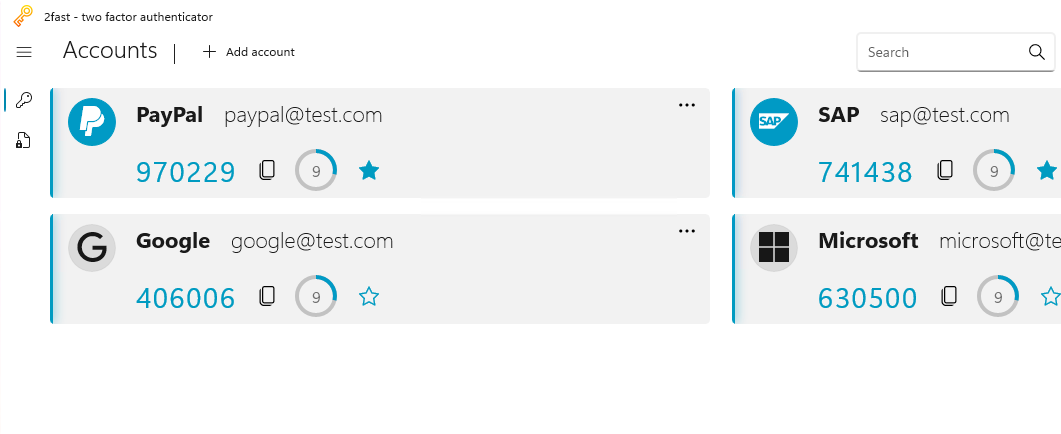 2fast - two factor authenticator
Accounts | + Add account
Search
PayPal paypal@test.com
970229 9
SAP SAP sap@test.com
741438 9
G Google google@test.com
406006 9
Microsoft microsoft@te
630500 9